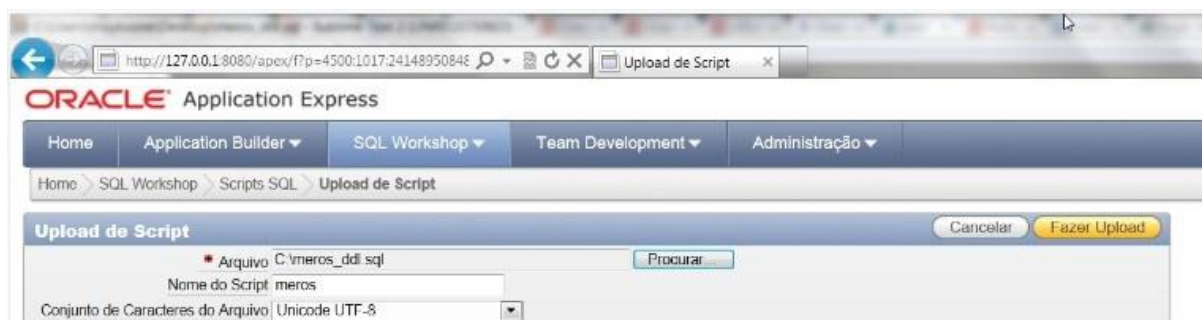 http://127.0.0.1:8080/apex/f?p=4500:1017:24148950848 Upload de Script
ORACLE Application Express
Home Application Builder SQL Workshop Team Development Administração
Home SQL Workshop Scripts SQL Upload de Script
Upload de Script Cancelar Fazer Upload
* Arquivo C:\meros_ddl.sql Procurar...
Nome do Script meros
Conjunto de Caracteres do Arquivo Unicode UTF-8